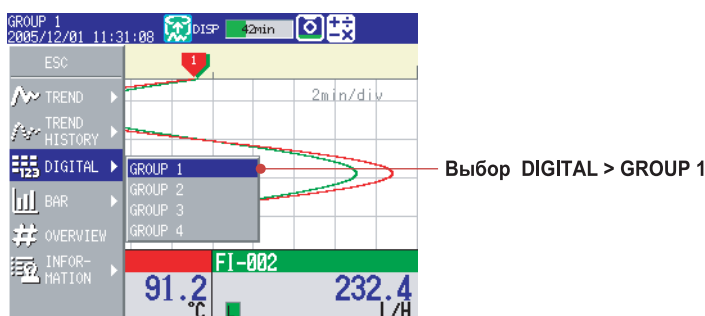 GROUP 1
2005/12/01 11:31:08 DISP 42min
ESC
1
TREND
2min/div
TREND
HISTORY
DIGITAL
GROUP 1
Выбор DIGITAL > GROUP 1
BAR
GROUP 2
GROUP 3
OVERVIEW
GROUP 4
INFOR-
MATION
FI-002
91.2
°C
232.4
L/H